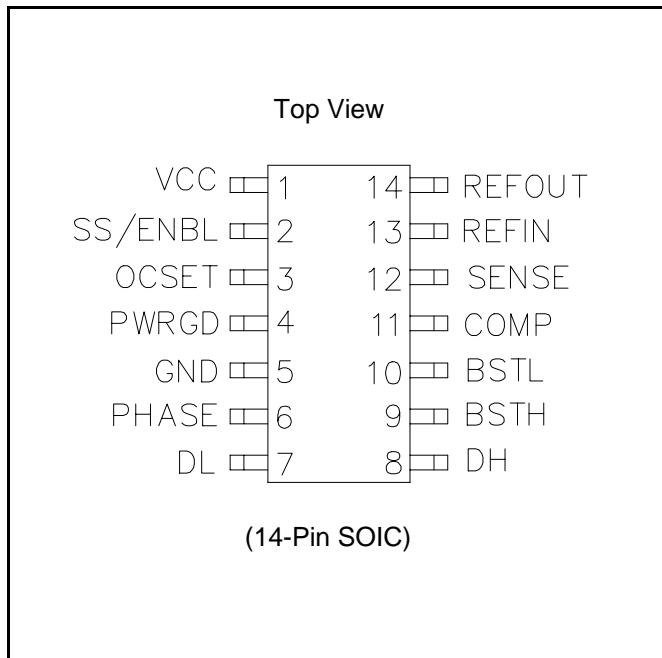 Top View
VCC 1 14 REFOUT
SS/ENBL 2 13 REFIN
OCSET 3 12 SENSE
PWRGD 4 11 COMP
GND 5 10 BSTL
PHASE 6 9 BSTH
DL 7 8 DH
(14-Pin SOIC)